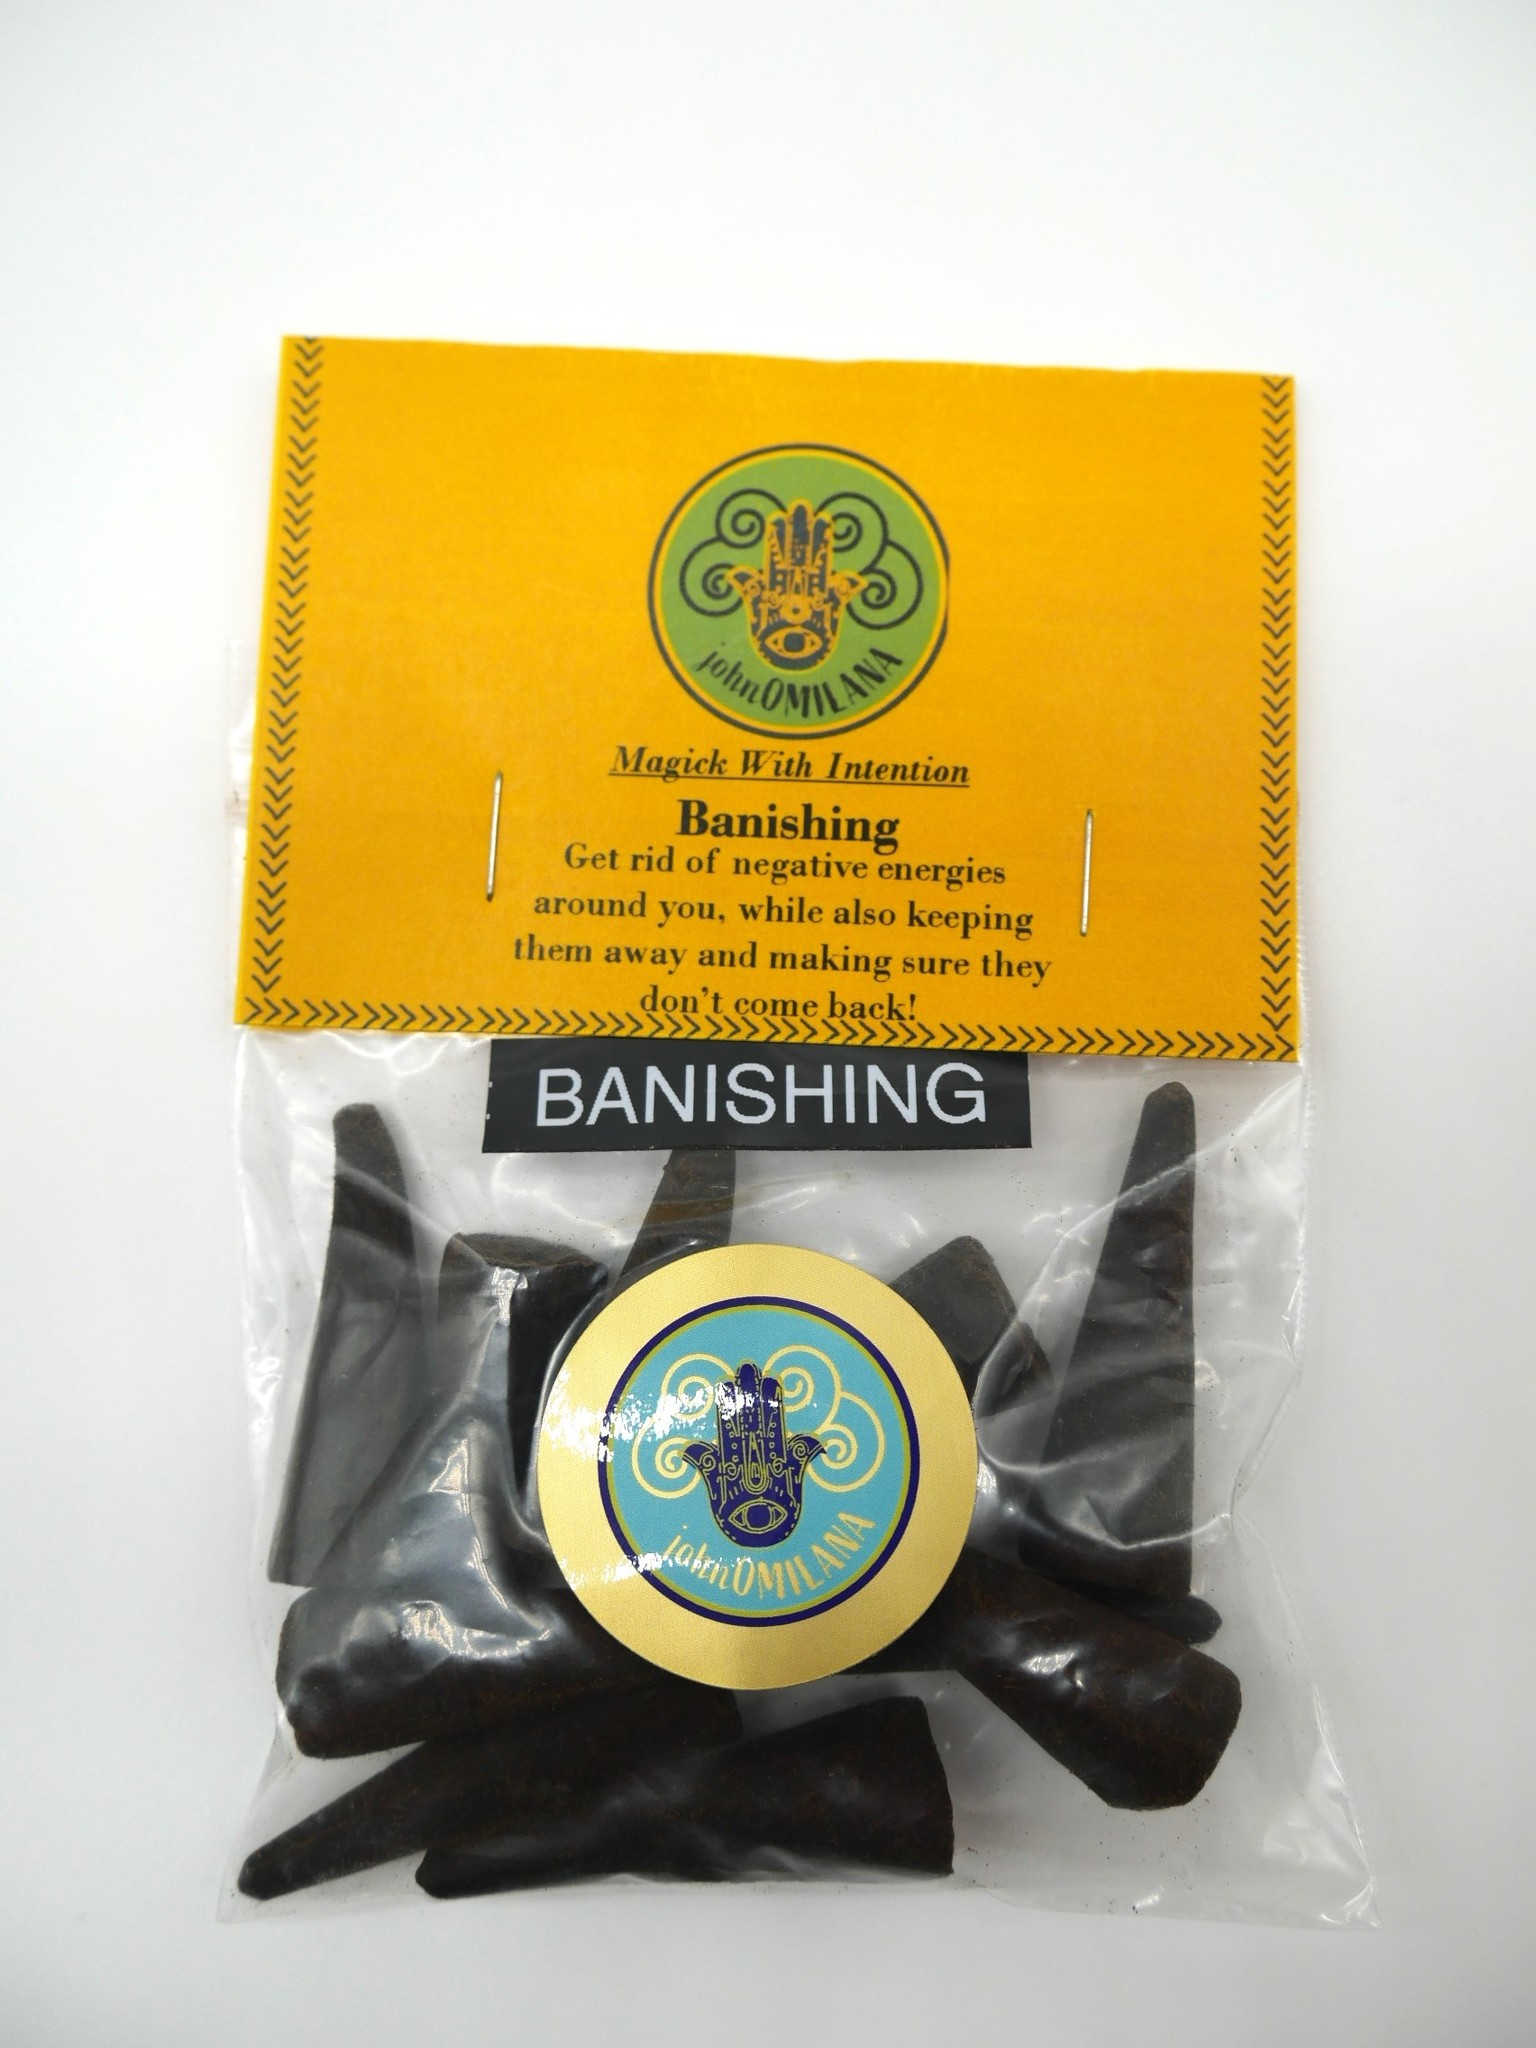 johnOMILANA
Magick With Intention
Banishing
Get rid of negative energies
around you, while also keeping
them away and making sure they
don't come back!
BANISHING
johnOMILANA